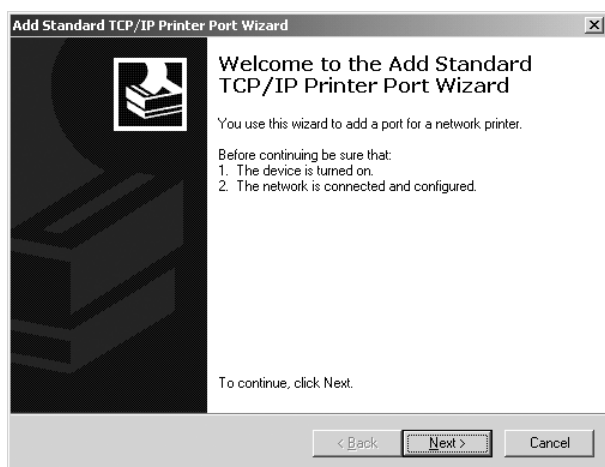 Add Standard TCP/IP Printer Port Wizard
Welcome to the Add Standard
TCP/IP Printer Port Wizard
You use this wizard to add a port for a network printer.
Before continuing be sure that:
1. The device is turned on.
2. The network is connected and configured.
To continue, click Next.
< Back Next > Cancel